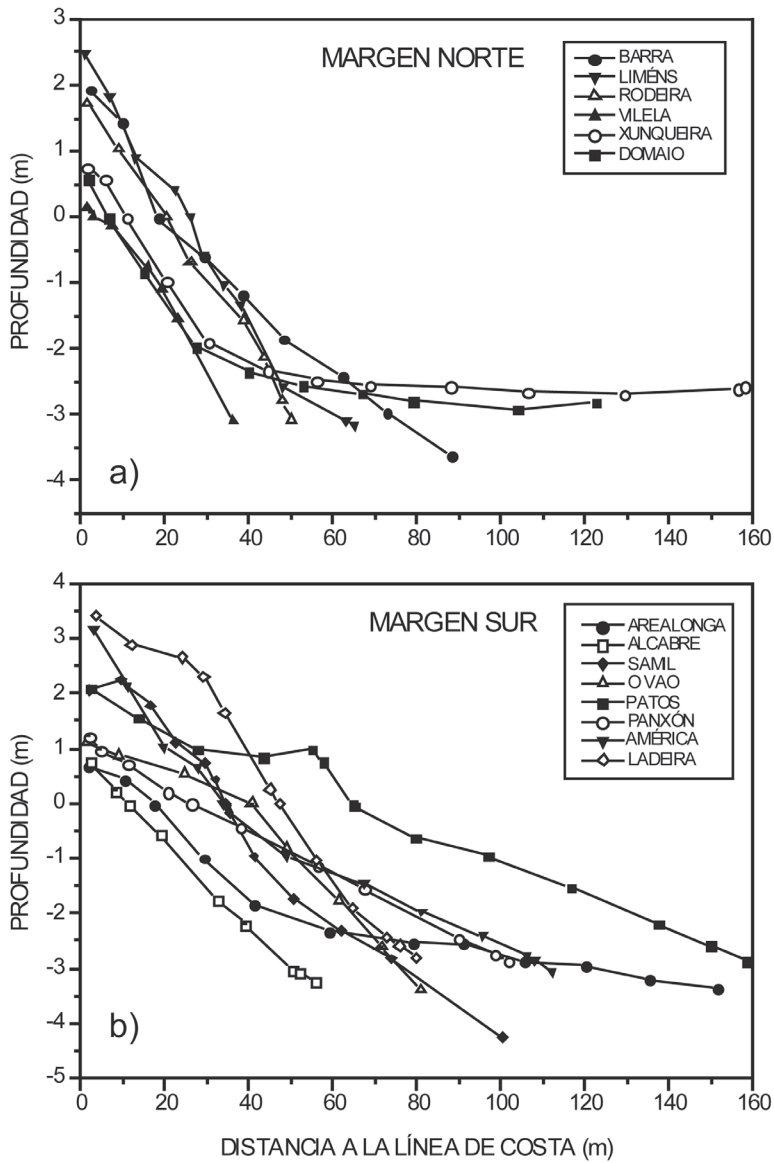 MARGEN NORTE
BARRA
LIMÉNS
RODEIRA
VILELA
XUNQUEIRA
DOMAIO
PROFUNDIDAD (m)
3
2
1
0
-1
-2
-3
-4
a)
0 20 40 60 80 100 120 140 160
MARGEN SUR
AREALONGA
ALCABRE
SAMIL
O VAO
PATOS
PANXÓN
AMÉRICA
LADEIRA
PROFUNDIDAD (m)
4
3
2
1
0
-1
-2
-3
-4
-5
b)
0 20 40 60 80 100 120 140 160
DISTANCIA A LA LÍNEA DE COSTA (m)